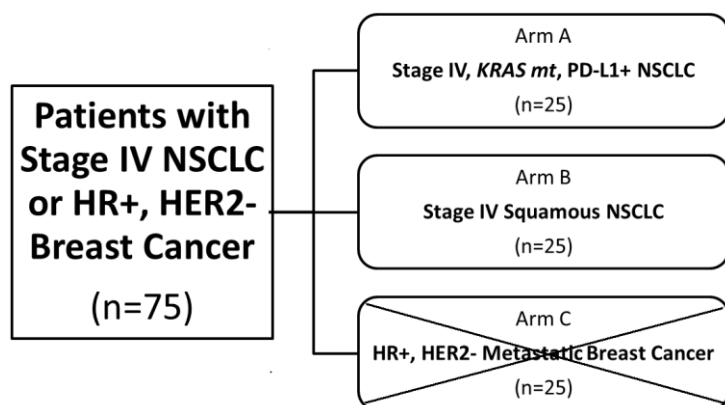 Patients with
Stage IV NSCLC
or HR+, HER2-
Breast Cancer
(n=75)
Arm A
Stage IV, KRAS mt, PD-L1+ NSCLC
(n=25)
Arm B
Stage IV Squamous NSCLC
(n=25)
Arm C
HR+, HER2- Metastatic Breast Cancer
(n=25)